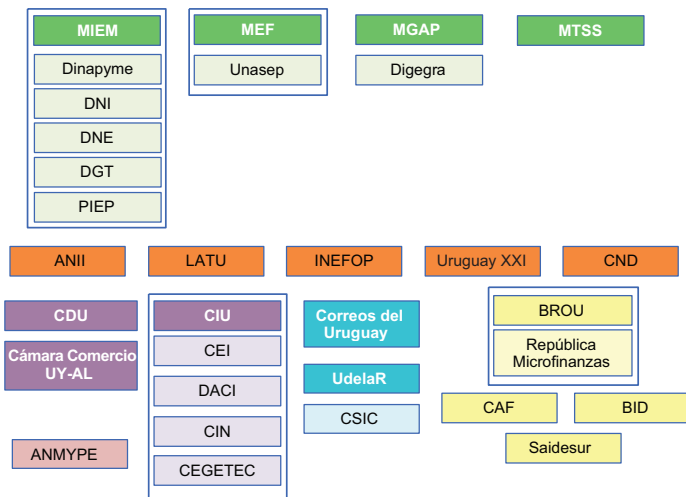 MIEM
MEF
MGAP
MTSS
Dinapyme
Unasep
Digegra
DNI
DNE
DGT
PIEP
ANII
LATU
INEFOP
Uruguay XXI
CND
CDU
CIU
Correos del
Uruguay
BROU
Cámara Comercio
UY-AL
CEI
República
Microfinanzas
DACI
UdelaR
CSIC
CAF
BID
CIN
ANMYPE
Saidesur
CEGETEC